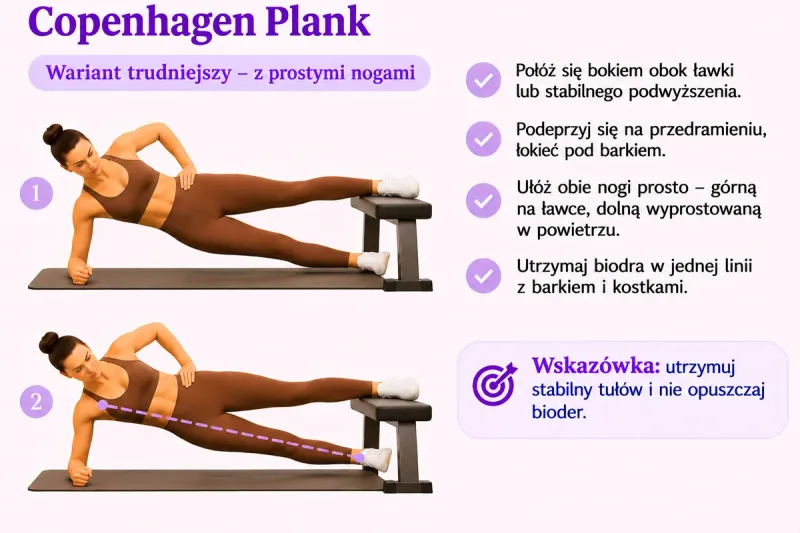 Copenhagen Plank
Wariant trudniejszy – z prostymi nogami
1
2
Połóż się bokiem obok ławki
lub stabilnego podwyższenia.
Podeprzyj się na przedramieniu,
łokieć pod barkiem.
Ułóż obie nogi prosto – górną
na ławce, dolną wyprostowaną
w powietrzu.
Utrzymaj biodra w jednej linii
z barkiem i kostkami.
Wskazówka: utrzymuj
stabilny tułów i nie opuszczaj
bioder.